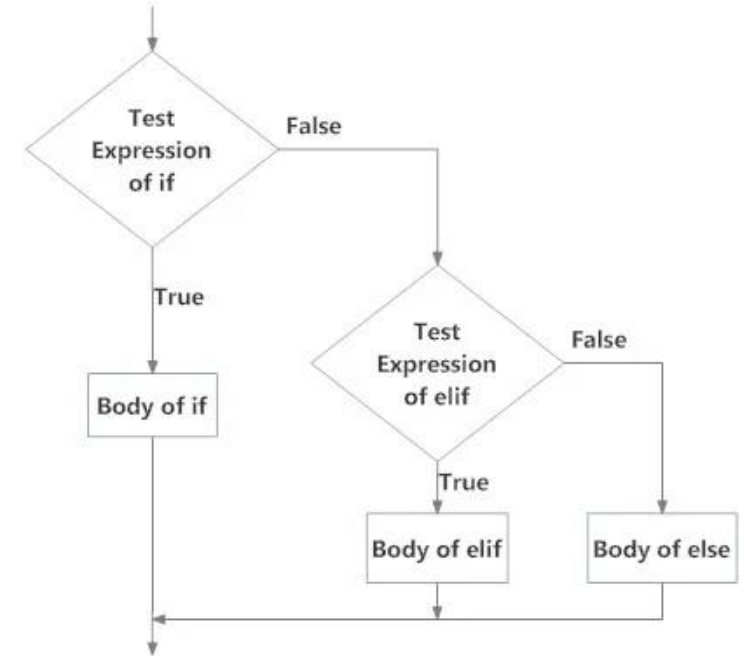 Test
Expression
of if
False
True
Body of if
Test
Expression
of elif
False
True
Body of elif
Body of else